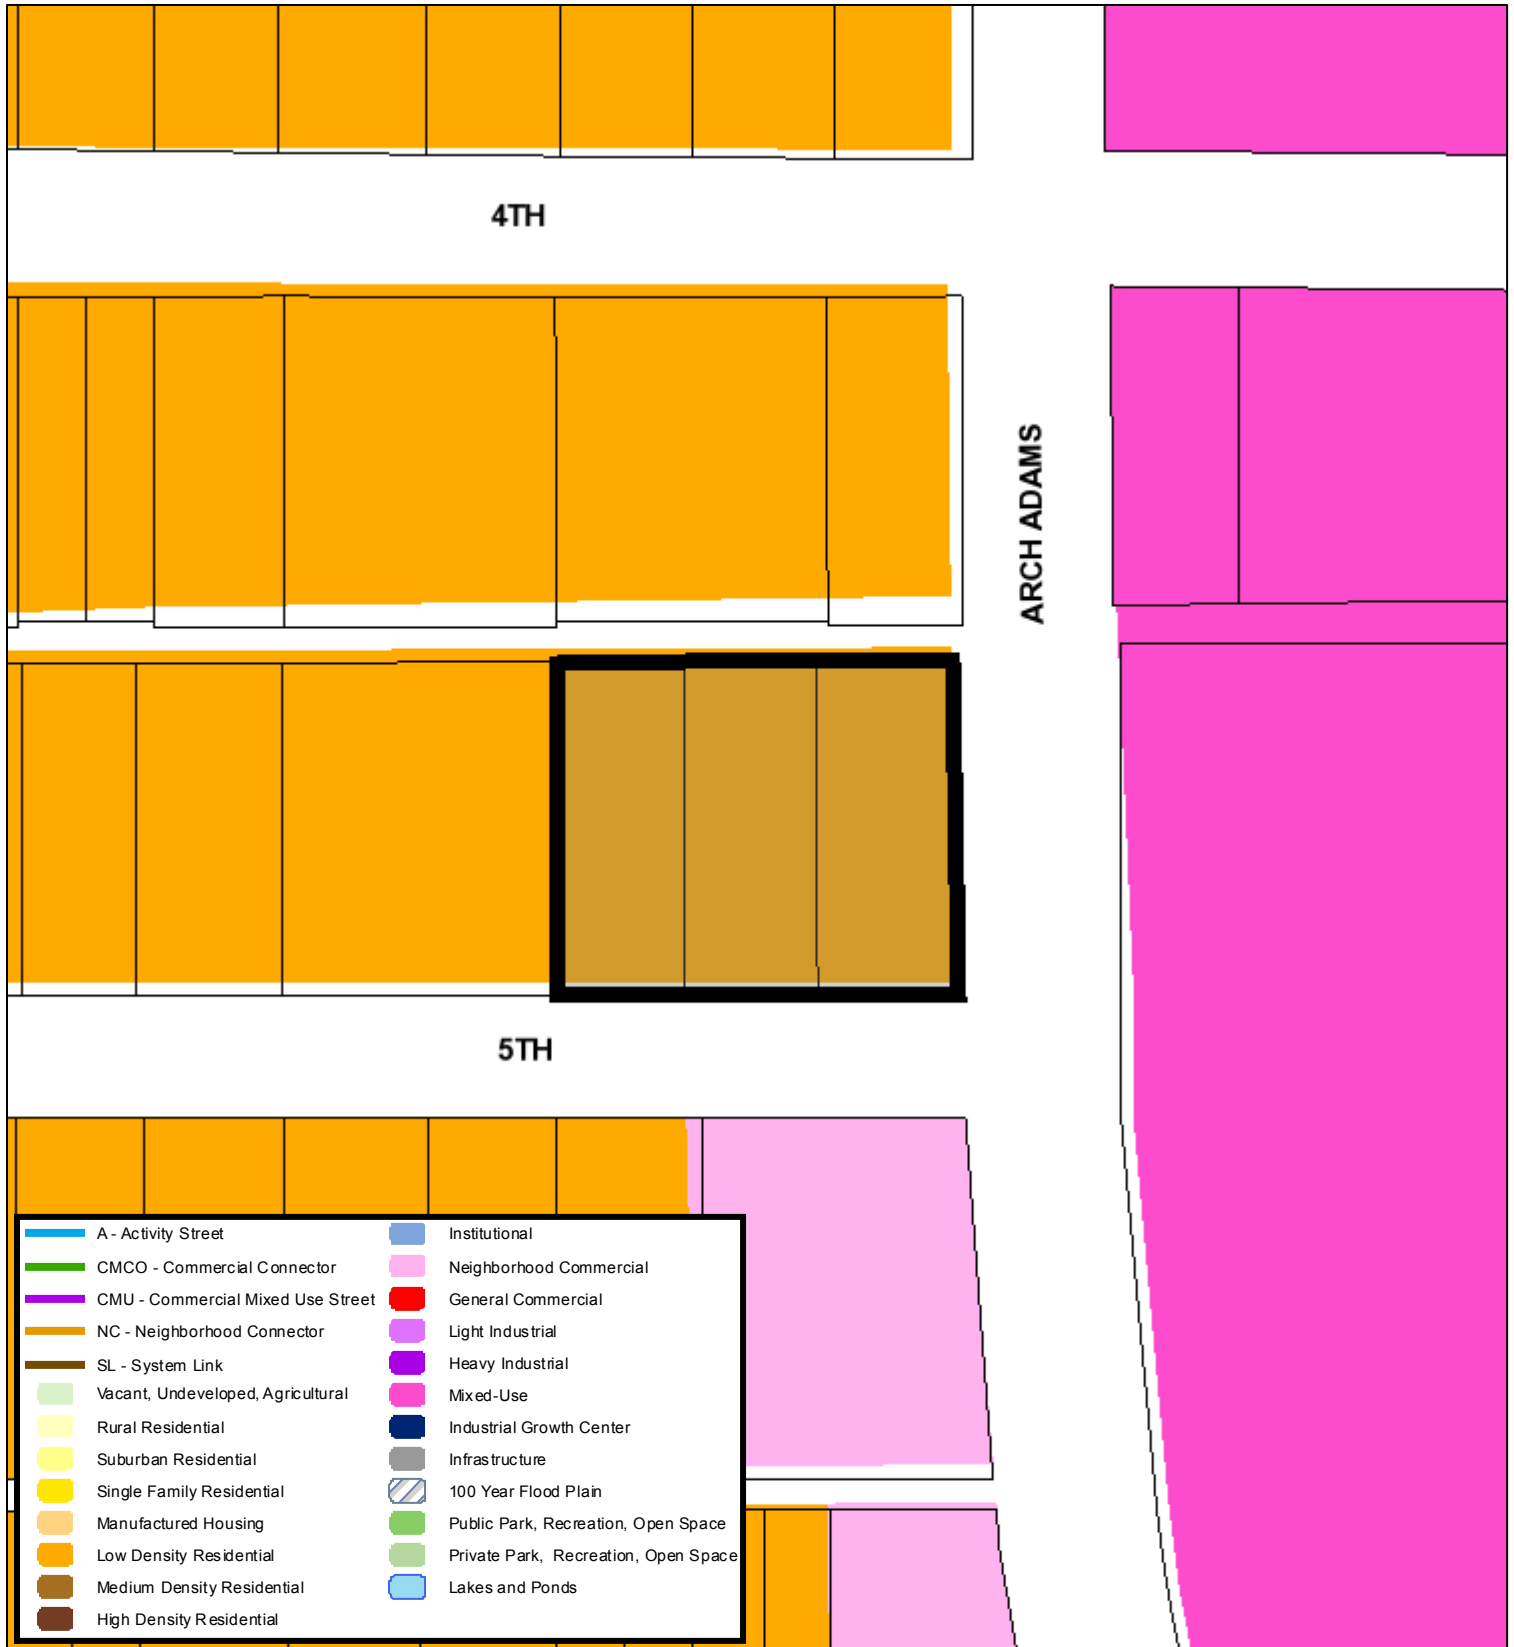 4TH
ARCH ADAMS
5TH
A - Activity Street
CMCO - Commercial Connector
CMU - Commercial Mixed Use Street
NC - Neighborhood Connector
SL - System Link
Vacant, Undeveloped, Agricultural
Rural Residential
Suburban Residential
Single Family Residential
Manufactured Housing
Low Density Residential
Medium Density Residential
High Density Residential
Institutional
Neighborhood Commercial
General Commercial
Light Industrial
Heavy Industrial
Mixed-Use
Industrial Growth Center
Infrastructure
100 Year Flood Plain
Public Park, Recreation, Open Space
Private Park, Recreation, Open Space
Lakes and Ponds